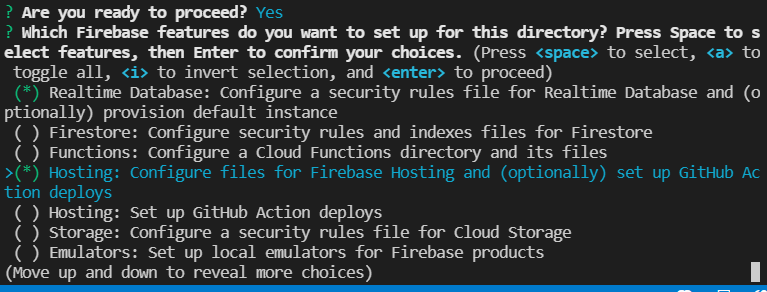 ? Are you ready to proceed? Yes
? Which Firebase features do you want to set up for this directory? Press Space to s
elect features, then Enter to confirm your choices. (Press <space> to select, <a> to
 toggle all, <i> to invert selection, and <enter> to proceed)
 (*) Realtime Database: Configure a security rules file for Realtime Database and (o
ptionally) provision default instance
 ( ) Firestore: Configure security rules and indexes files for Firestore
 ( ) Functions: Configure a Cloud Functions directory and its files
>(*) Hosting: Configure files for Firebase Hosting and (optionally) set up GitHub Ac
tion deploys
 ( ) Hosting: Set up GitHub Action deploys
 ( ) Storage: Configure a security rules file for Cloud Storage
 ( ) Emulators: Set up local emulators for Firebase products
(Move up and down to reveal more choices)